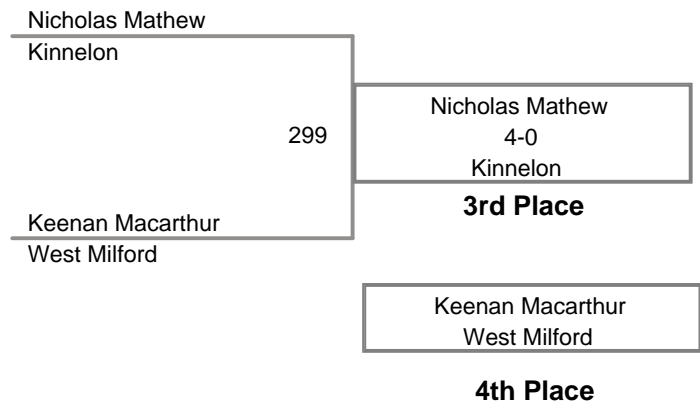 Nicholas Mathew
Kinnelon
299
Nicholas Mathew
4-0
Kinnelon
3rd Place
Keenan Macarthur
West Milford
Keenan Macarthur
West Milford
4th Place